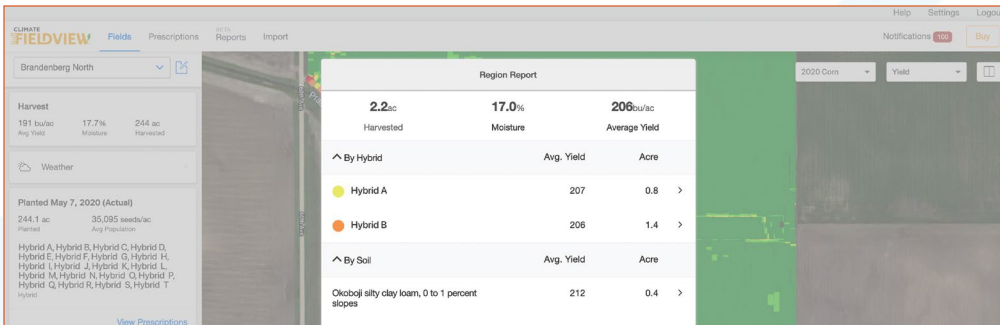 Help Settings Logou
CLIMATE
FIELDVIEW Fields Prescriptions Reports Import
Notifications 100 Buy
Brandenberg North
2020 Corn Yield
Region Report
Harvest
191 bu/ac 17.7% 244 ac
Avg Yield Moisture Harvested
2.2ac 17.0% 206bu/ac
Harvested Moisture Average Yield
Weather
By Hybrid Avg. Yield Acre
Hybrid A 207 0.8
Hybrid B 206 1.4
Planted May 7, 2020 (Actual)
244.1 ac 35,095 seeds/ac
Planted Avg Population
Hybrid A, Hybrid B, Hybrid C, Hybrid D,
Hybrid E, Hybrid F, Hybrid G, Hybrid H,
Hybrid I, Hybrid J, Hybrid K, Hybrid L,
Hybrid M, Hybrid N, Hybrid O, Hybrid P,
Hybrid Q, Hybrid R, Hybrid S, Hybrid T
Hybrid
View Prescriptions
By Soil Avg. Yield Acre
Okoboji silty clay loam, 0 to 1 percent
slopes 212 0.4